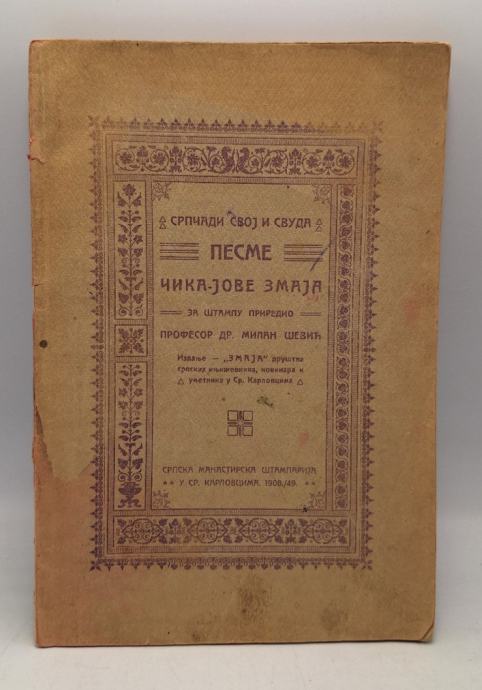 СРПЧАДИ СВОЈ И СВУДА
ПЕСМЕ
ЧИКА-ЈОВЕ ЗМАЈА
ЗА ШТАМПУ ПРИРЕДИО
ПРОФЕСОР ДР. МИЛАН ШЕВИЋ
Издање — „ЗМАЈА" друштва
српских књижевника, новинара и
уметника у Ср. Карловцима
СРПСКА МАНАСТИРСКА ШТАМПАРИЈА
У СР. КАРЛОВЦИМА. 1908./49.